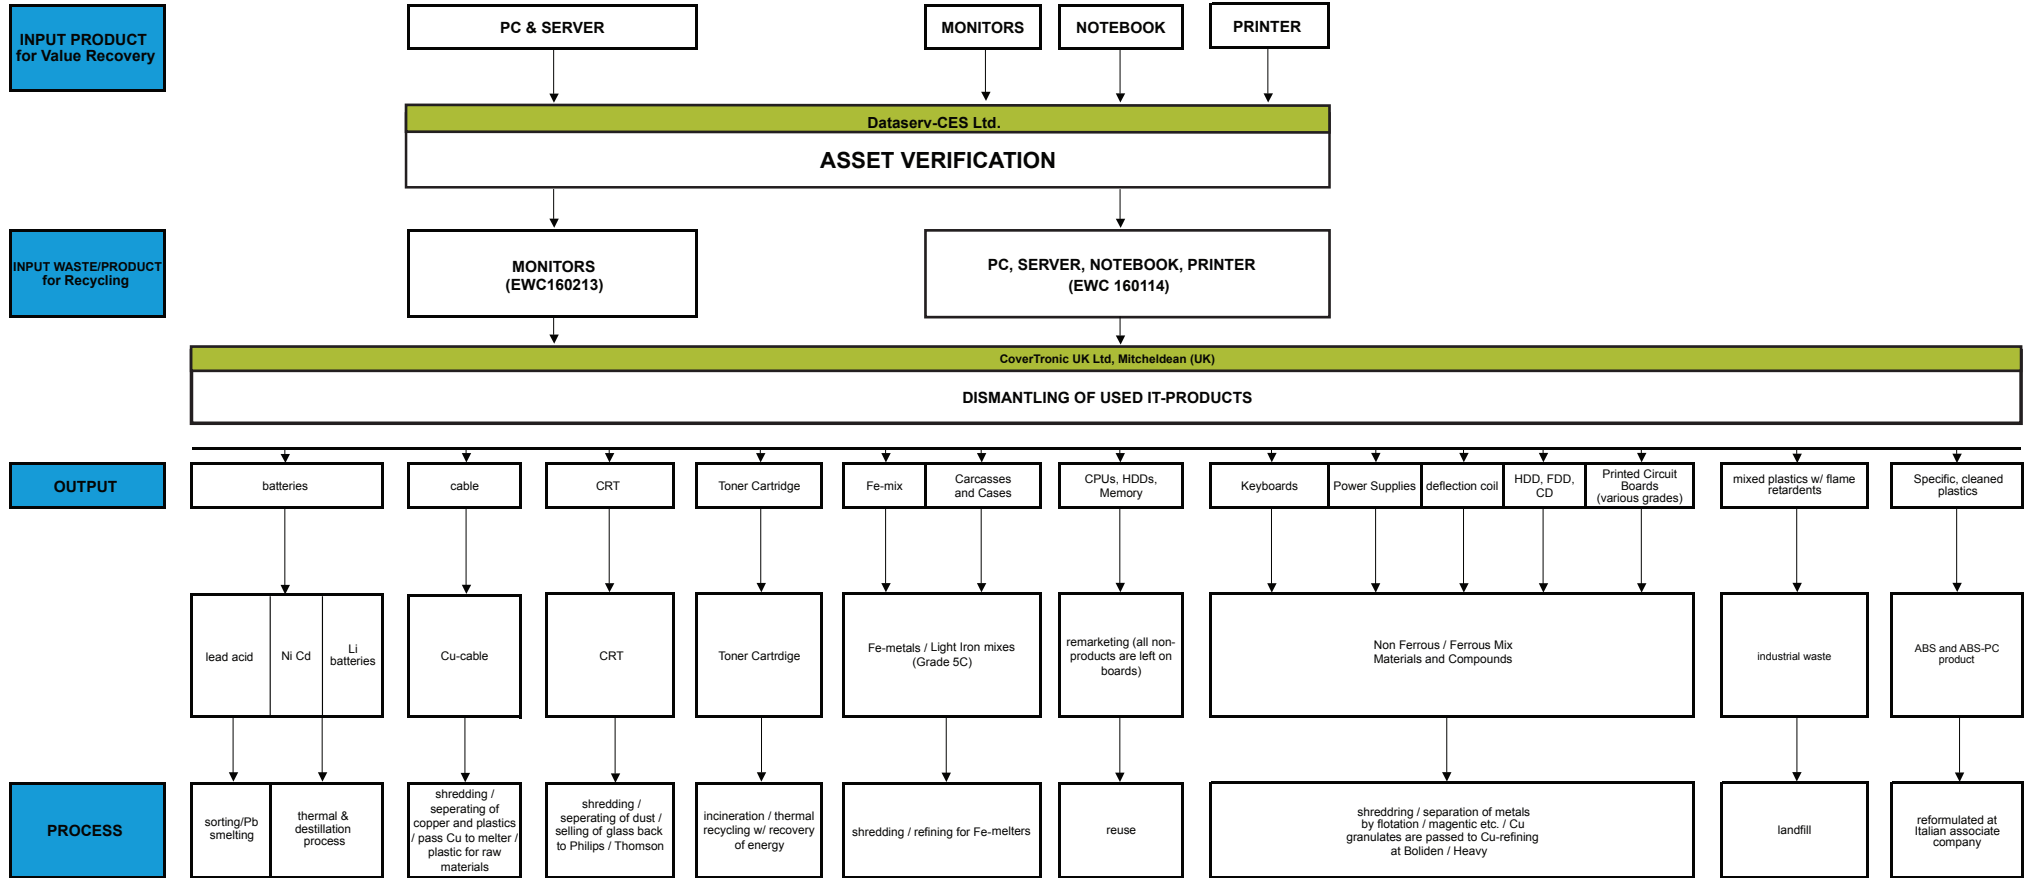 INPUT PRODUCT
for Value Recovery
PC & SERVER
MONITORS
NOTEBOOK
PRINTER
Dataserv-CES Ltd.
ASSET VERIFICATION
INPUT WASTE/PRODUCT
for Recycling
MONITORS
(EWC160213)
PC, SERVER, NOTEBOOK, PRINTER
(EWC 160114)
CoverTronic UK Ltd, Mitcheldean (UK)
DISMANTLING OF USED IT-PRODUCTS
OUTPUT
batteries
cable
CRT
Toner Cartridge
Fe-mix
Carcasses
and Cases
CPUs, HDDs,
Memory
Keyboards
Power Supplies
deflection coil
HDD, FDD,
CD
Printed Circuit
Boards
(various grades)
mixed plastics w/ flame
retardents
Specific, cleaned
plastics
lead acid
Ni Cd
Li
batteries
Cu-cable
CRT
Toner Cartrdige
Fe-metals / Light Iron mixes
(Grade 5C)
remarketing (all non-
products are left on
boards)
Non Ferrous / Ferrous Mix
Materials and Compounds
industrial waste
ABS and ABS-PC
product
PROCESS
sorting/Pb
smelting
thermal &
destillation
process
shredding /
seperating of
copper and plastics
/ pass Cu to melter /
plastic for raw
materials
shredding /
seperating of dust /
selling of glass back
to Philips / Thomson
incineration / thermal
recycling w/ recovery
of energy
shredding / refining for Fe-melters
reuse
shreddring / separation of metals
by flotation / magentic etc. / Cu
granulates are passed to Cu-refining
at Boliden / Heavy
landfill
reformulated at
Italian associate
company